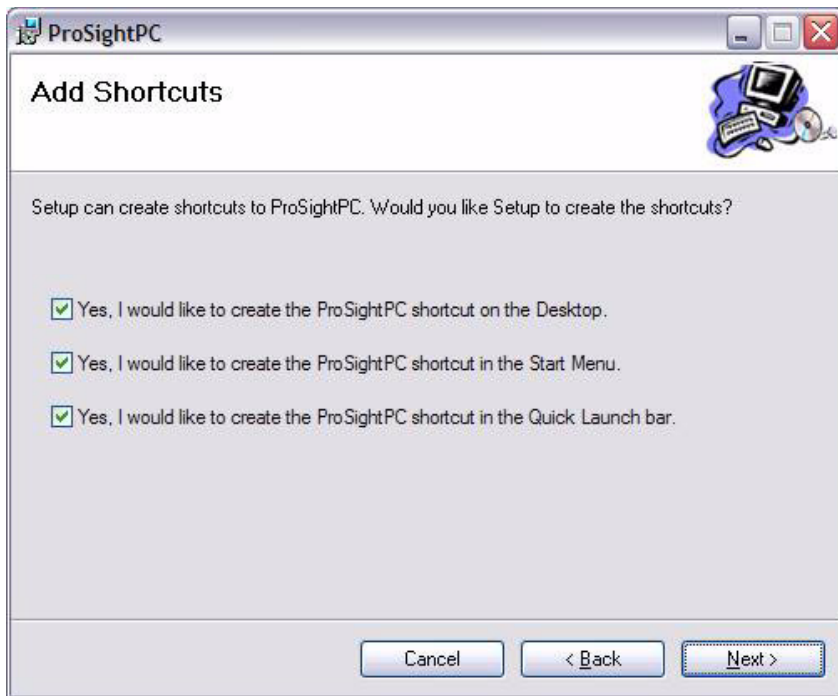 ProSightPC
Add Shortcuts
Setup can create shortcuts to ProSightPC. Would you like Setup to create the shortcuts?
Yes, I would like to create the ProSightPC shortcut on the Desktop.
Yes, I would like to create the ProSightPC shortcut in the Start Menu.
Yes, I would like to create the ProSightPC shortcut in the Quick Launch bar.
Cancel < Back Next >